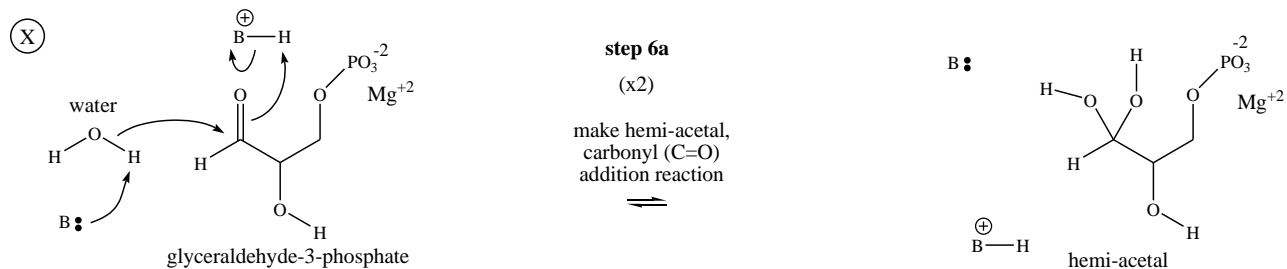 X
B—H
⊕
PO3-2
Mg+2
O
O
water
O
H
H
H
O
H
B:
glyceraldehyde-3-phosphate
step 6a
(x2)
make hemi-acetal,
carbonyl (C=O)
addition reaction
B:
H
H
O
O
PO3-2
O
Mg+2
H
O
H
⊕
B—H
hemi-acetal